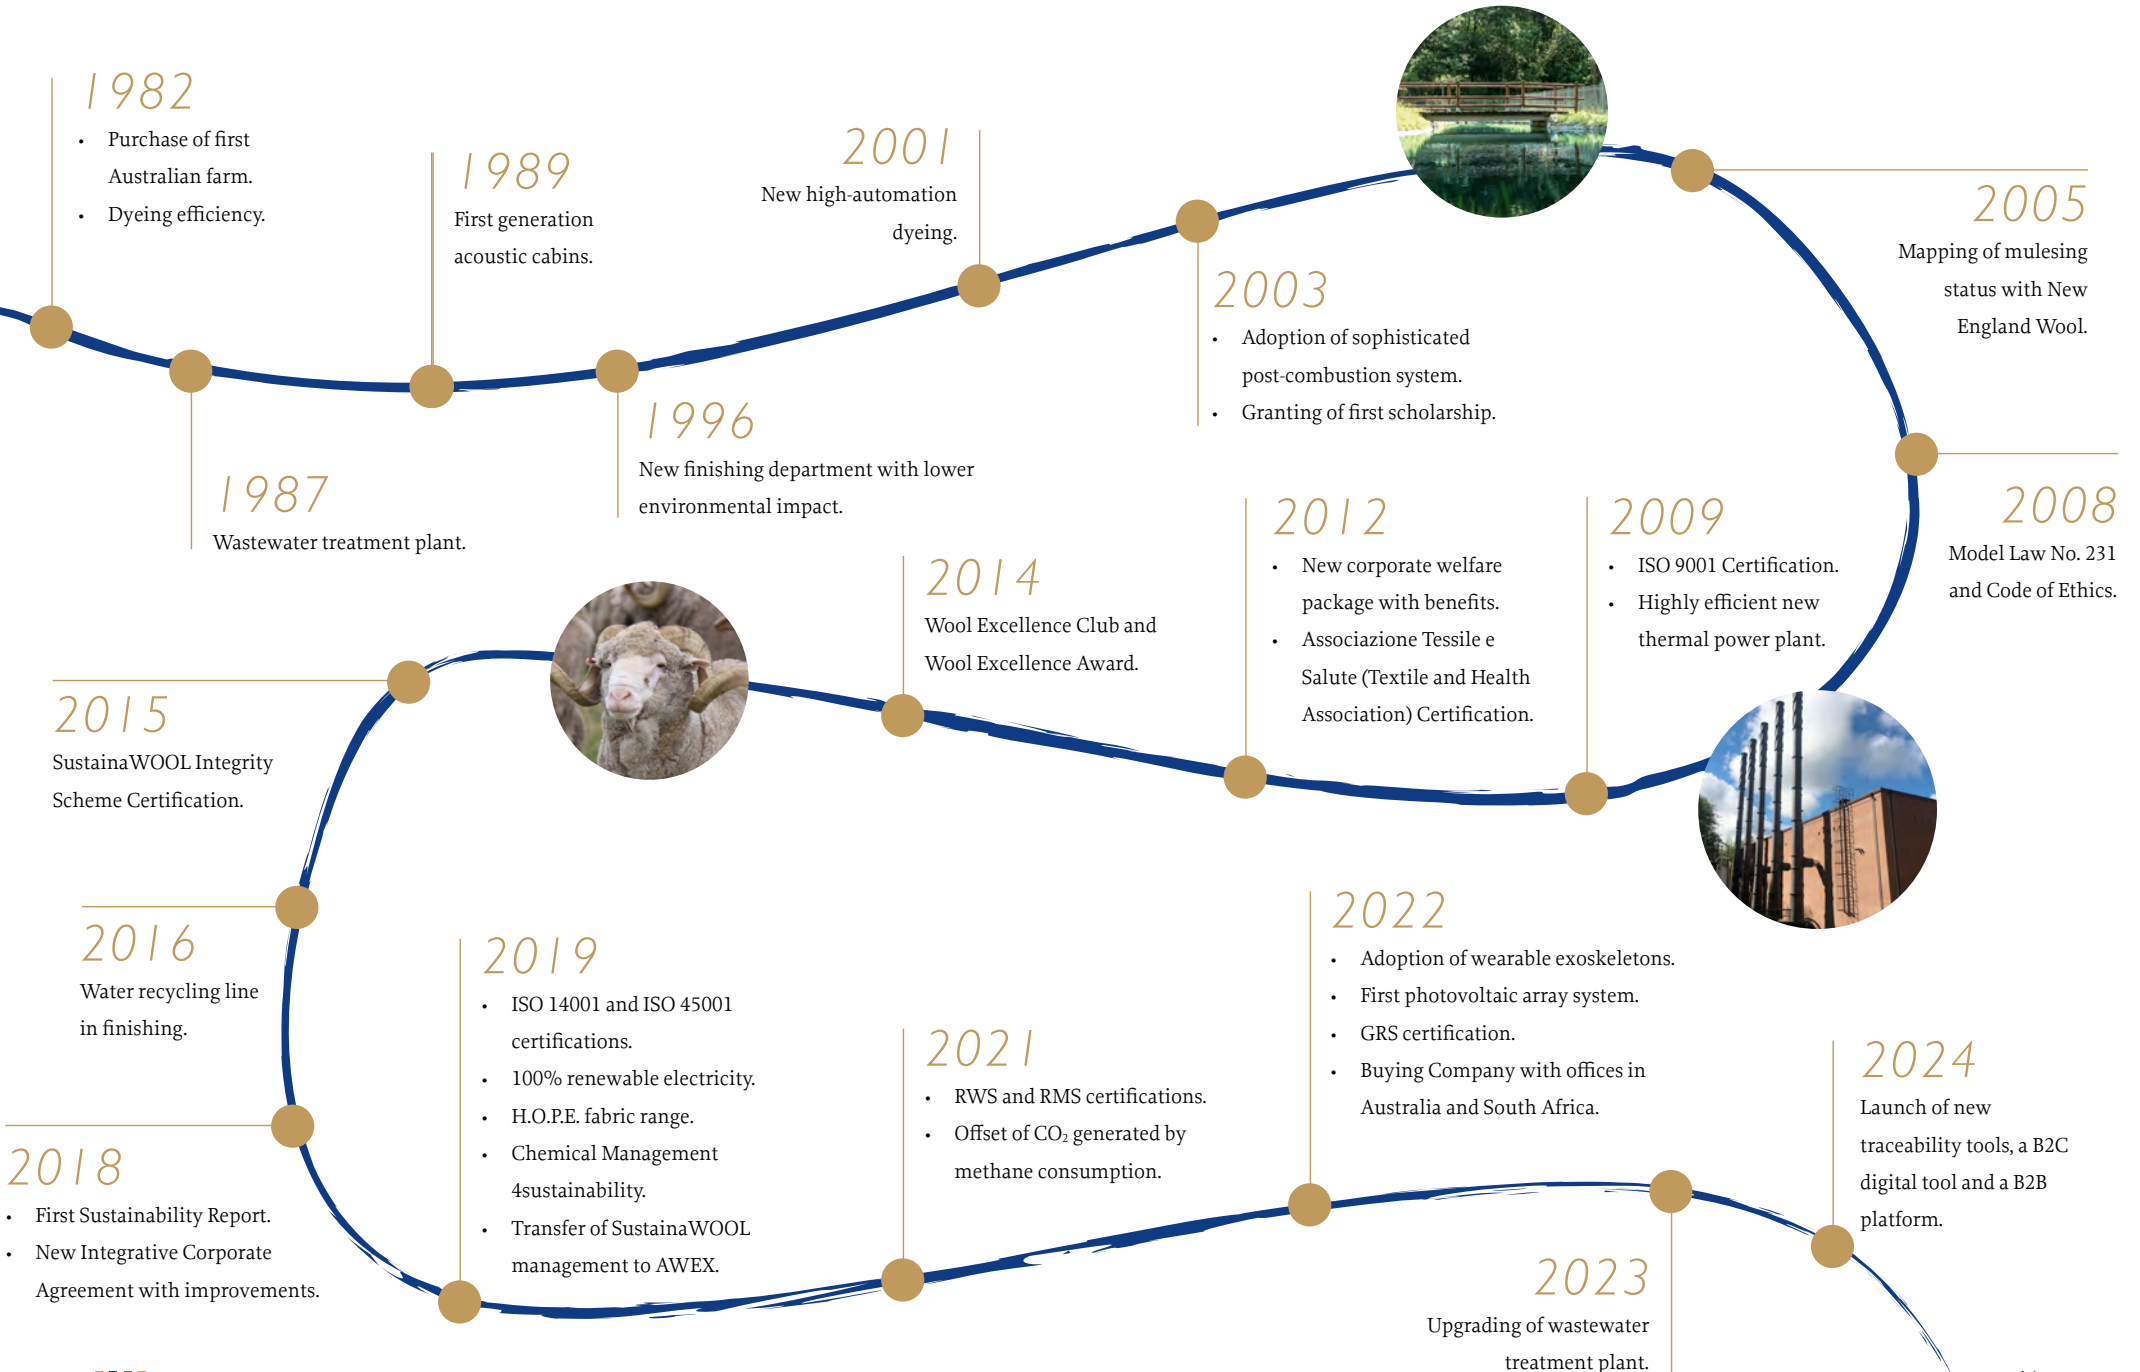 1982
• Purchase of first
Australian farm.
• Dyeing efficiency.
1987
Wastewater treatment plant.
1989
First generation
acoustic cabins.
1996
New finishing department with lower
environmental impact.
2001
New high-automation
dyeing.
2003
• Adoption of sophisticated
post-combustion system.
• Granting of first scholarship.
2005
Mapping of mulesing
status with New
England Wool.
2008
Model Law No. 231
and Code of Ethics.
2009
• ISO 9001 Certification.
• Highly efficient new
thermal power plant.
2012
• New corporate welfare
package with benefits.
• Associazione Tessile e
Salute (Textile and Health
Association) Certification.
2014
Wool Excellence Club and
Wool Excellence Award.
2015
SustainaWOOL Integrity
Scheme Certification.
2016
Water recycling line
in finishing.
2018
• First Sustainability Report.
• New Integrative Corporate
Agreement with improvements.
2019
• ISO 14001 and ISO 45001
certifications.
• 100% renewable electricity.
• H.O.P.E. fabric range.
• Chemical Management
4sustainability.
• Transfer of SustainaWOOL
management to AWEX.
2021
• RWS and RMS certifications.
• Offset of CO₂ generated by
methane consumption.
2022
• Adoption of wearable exoskeletons.
• First photovoltaic array system.
• GRS certification.
• Buying Company with offices in
Australia and South Africa.
2023
Upgrading of wastewater
treatment plant.
2024
Launch of new
traceability tools, a B2C
digital tool and a B2B
platform.